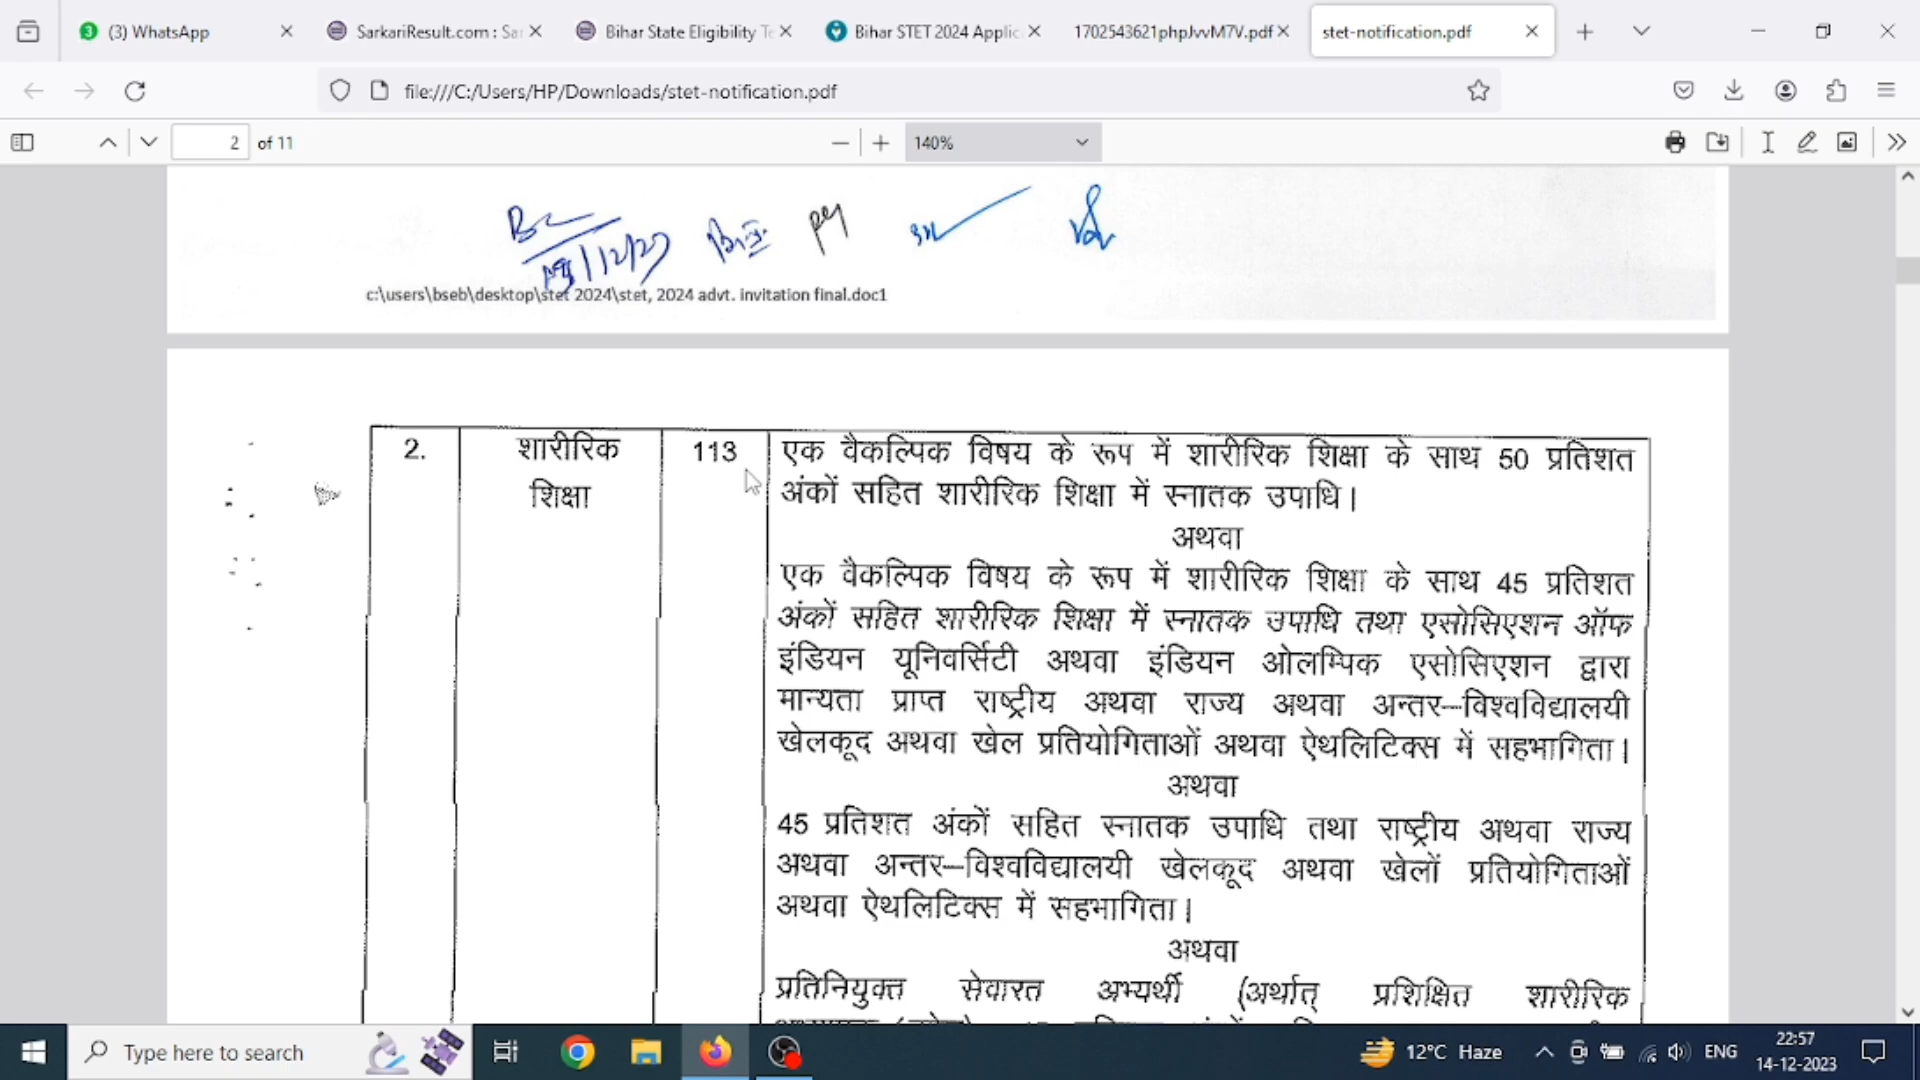 (3) WhatsApp
SarkariResult.com : Sar
Bihar State Eligibility Te
Bihar STET 2024 Applic
1702543621phpJvvM7V.pdf
stet-notification.pdf
file:///C:/Users/HP/Downloads/stet-notification.pdf
2 of 11
140%
c:\users\bseb\desktop\stet 2024\stet, 2024 advt. invitation final.doc1
2. शारीरिक शिक्षा 113
एक वैकल्पिक विषय के रूप में शारीरिक शिक्षा के साथ 50 प्रतिशत
अंकों सहित शारीरिक शिक्षा में स्नातक उपाधि।
अथवा
एक वैकल्पिक विषय के रूप में शारीरिक शिक्षा के साथ 45 प्रतिशत
अंकों सहित शारीरिक शिक्षा में स्नातक उपाधि तथा एसोसिएशन ऑफ
इंडियन यूनिवर्सिटी अथवा इंडियन ओलम्पिक एसोसिएशन द्वारा
मान्यता प्राप्त राष्ट्रीय अथवा राज्य अथवा अन्तर–विश्वविद्यालयी
खेलकूद अथवा खेल प्रतियोगिताओं अथवा ऐथलिटिक्स में सहभागिता।
अथवा
45 प्रतिशत अंकों सहित स्नातक उपाधि तथा राष्ट्रीय अथवा राज्य
अथवा अन्तर–विश्वविद्यालयी खेलकूद अथवा खेलों प्रतियोगिताओं
अथवा ऐथलिटिक्स में सहभागिता।
अथवा
प्रतिनियुक्त सेवारत अभ्यर्थी (अर्थात् प्रशिक्षित शारीरिक
Type here to search
12°C Haze
ENG
22:57
14-12-2023